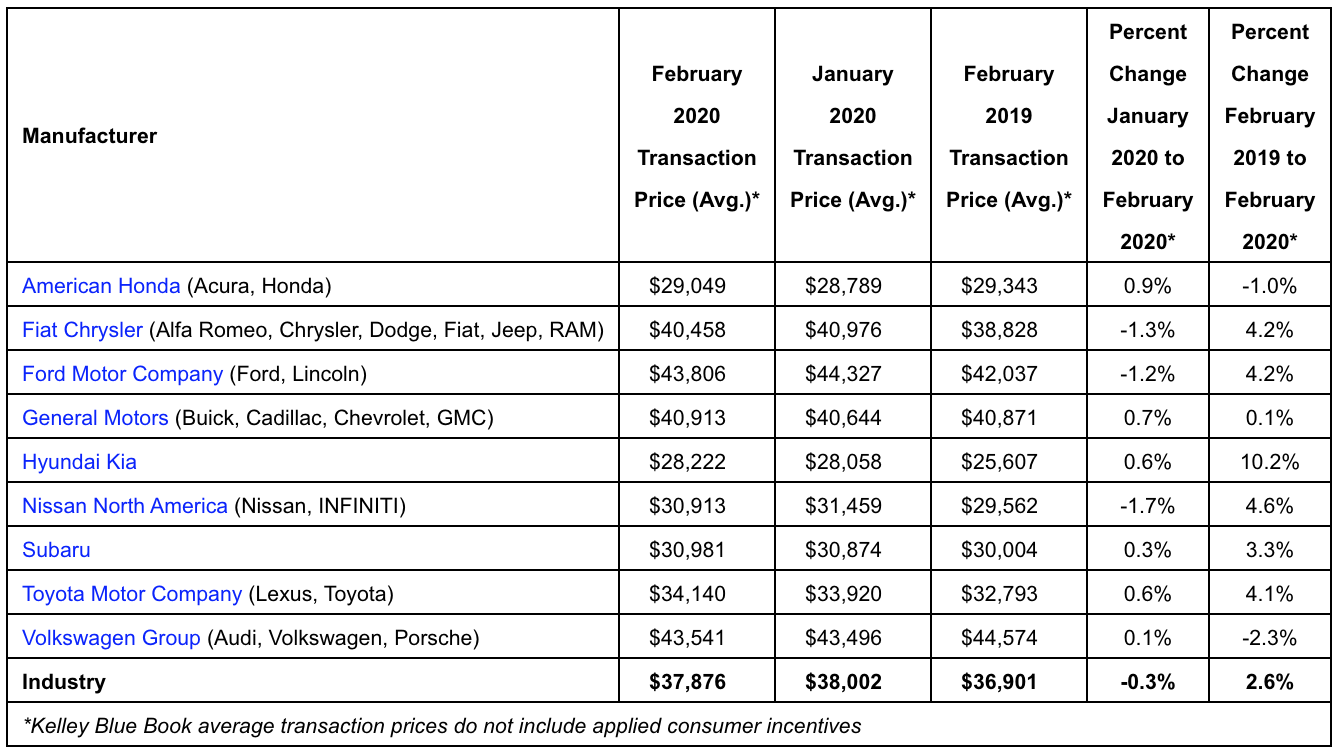 Manufacturer
February
2020
Transaction
Price (Avg.)*
January
2020
Transaction
Price (Avg.)*
February
2019
Transaction
Price (Avg.)*
Percent
Change
January
2020 to
February
2020*
Percent
Change
February
2019 to
February
2020*
American Honda (Acura, Honda) $29,049 $28,789 $29,343 0.9% -1.0%
Fiat Chrysler (Alfa Romeo, Chrysler, Dodge, Fiat, Jeep, RAM) $40,458 $40,976 $38,828 -1.3% 4.2%
Ford Motor Company (Ford, Lincoln) $43,806 $44,327 $42,037 -1.2% 4.2%
General Motors (Buick, Cadillac, Chevrolet, GMC) $40,913 $40,644 $40,871 0.7% 0.1%
Hyundai Kia $28,222 $28,058 $25,607 0.6% 10.2%
Nissan North America (Nissan, INFINITI) $30,913 $31,459 $29,562 -1.7% 4.6%
Subaru $30,981 $30,874 $30,004 0.3% 3.3%
Toyota Motor Company (Lexus, Toyota) $34,140 $33,920 $32,793 0.6% 4.1%
Volkswagen Group (Audi, Volkswagen, Porsche) $43,541 $43,496 $44,574 0.1% -2.3%
Industry $37,876 $38,002 $36,901 -0.3% 2.6%
*Kelley Blue Book average transaction prices do not include applied consumer incentives